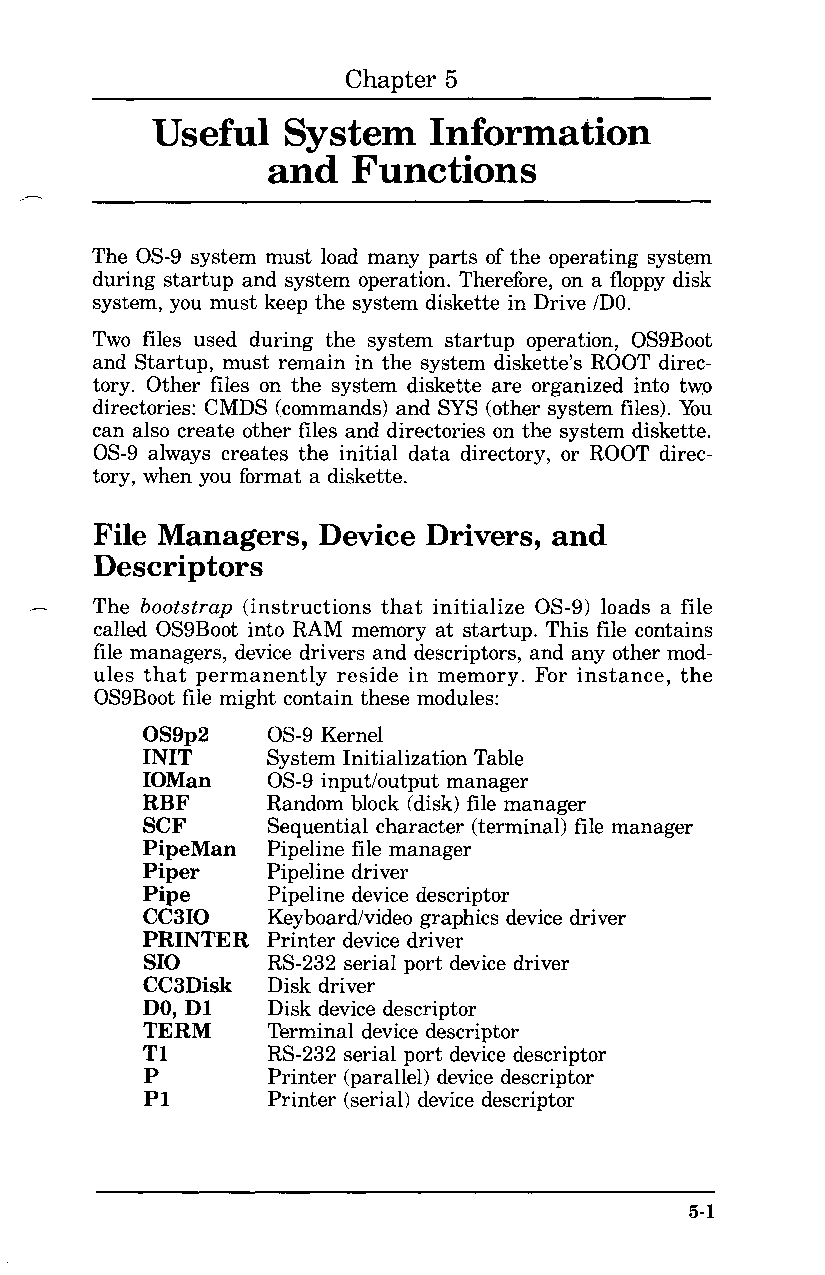 Chapter 5
Useful System Information
and Functions
The OS-9 system must load many parts of the operating system
during startup and system operation. Therefore, on a floppy disk
system, you must keep the system diskette in Drive /D0.
Two files used during the system startup operation, OS9Boot
and Startup, must remain in the system diskette's ROOT direc-
tory. Other files on the system diskette are organized into two
directories: CMDS (commands) and SYS (other system files). You
can also create other files and directories on the system diskette.
OS-9 always creates the initial data directory, or ROOT direc-
tory, when you format a diskette.
File Managers, Device Drivers, and
Descriptors
The bootstrap (instructions that initialize OS-9) loads a file
called OS9Boot into RAM memory at startup. This file contains
file managers, device drivers and descriptors, and any other mod-
ules that permanently reside in memory. For instance, the
OS9Boot file might contain these modules:
OS9p2 OS-9 Kernel
INIT System Initialization Table
IOMan OS-9 input/output manager
RBF Random block (disk) file manager
SCF Sequential character (terminal) file manager
PipeMan Pipeline file manager
Piper Pipeline driver
Pipe Pipeline device descriptor
CC3IO Keyboard/video graphics device driver
PRINTER Printer device driver
SIO RS-232 serial port device driver
CC3Disk Disk driver
D0, D1 Disk device descriptor
TERM Terminal device descriptor
T1 RS-232 serial port device descriptor
P Printer (parallel) device descriptor
P1 Printer (serial) device descriptor
5-1